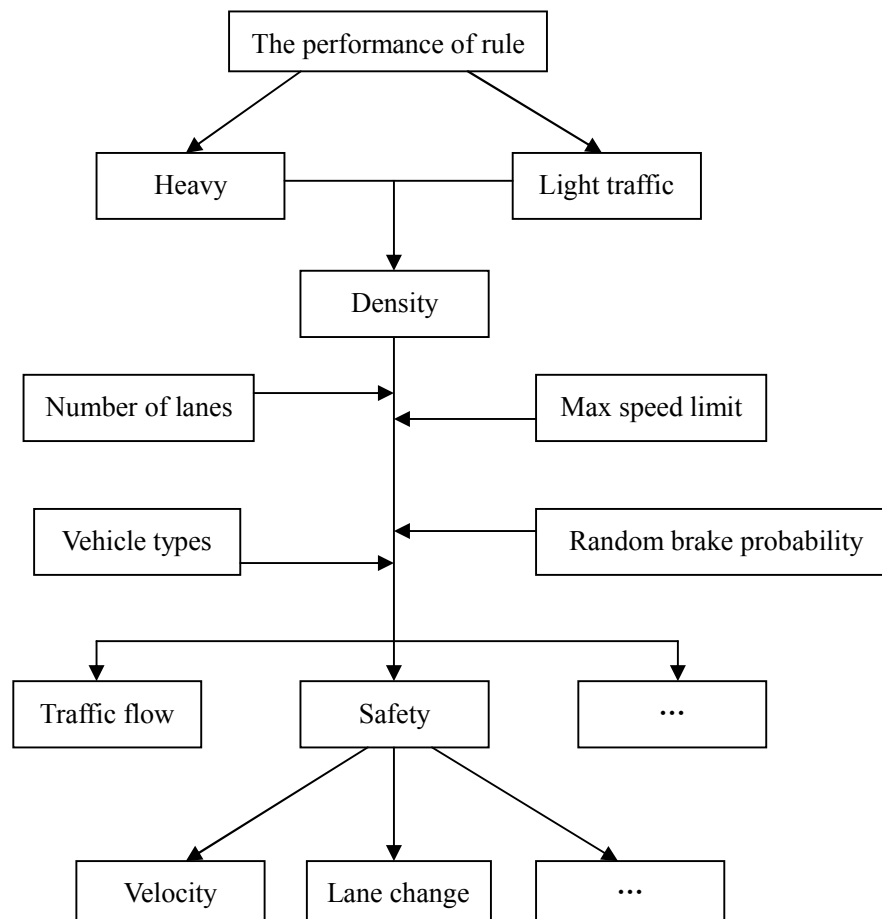 The performance of rule
Heavy
Light traffic
Density
Number of lanes
Max speed limit
Vehicle types
Random brake probability
Traffic flow
Safety
...
Velocity
Lane change
...